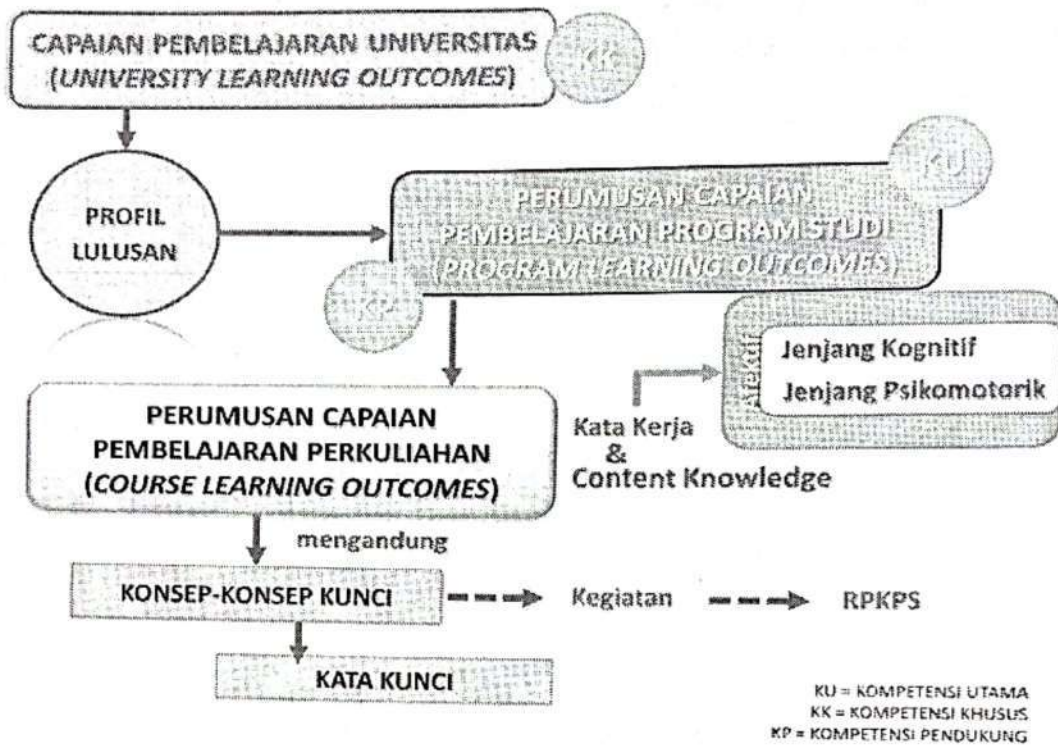 CAPAIAN PEMBELAJARAN UNIVERSITAS
(UNIVERSITY LEARNING OUTCOMES)
KK
PROFIL
LULUSAN
KU
PERUMUSAN CAPAIAN
PEMBELAJARAN PROGRAM STUDI
(PROGRAM LEARNING OUTCOMES)
KP
Afektif
Jenjang Kognitif
Jenjang Psikomotorik
PERUMUSAN CAPAIAN
PEMBELAJARAN PERKULIAHAN
(COURSE LEARNING OUTCOMES)
Kata Kerja
&
Content Knowledge
mengandung
KONSEP-KONSEP KUNCI
Kegiatan
RPKPS
KATA KUNCI
KU = KOMPETENSI UTAMA
KK = KOMPETENSI KHUSUS
KP = KOMPETENSI PENDUKUNG